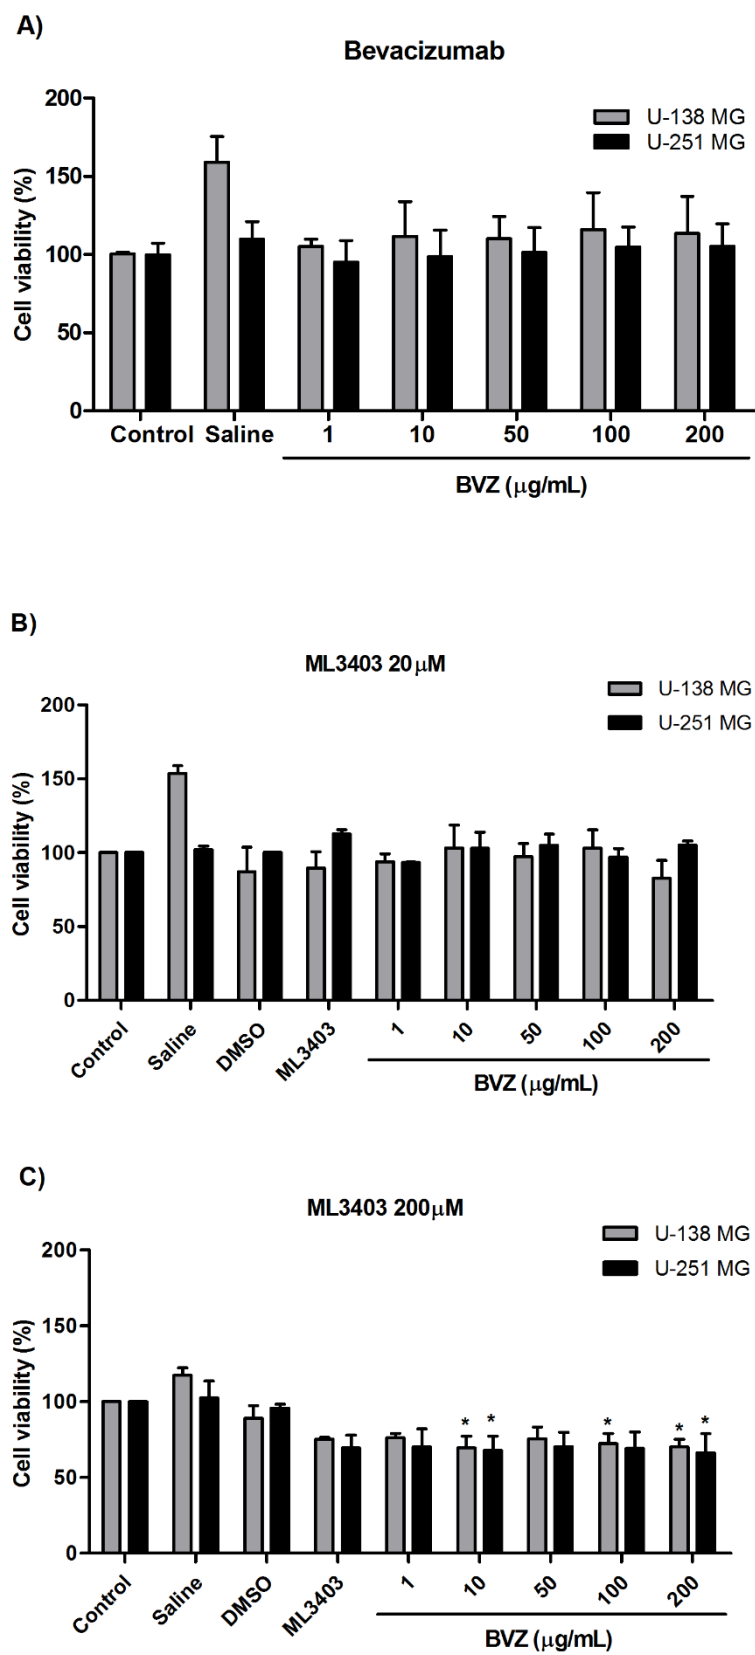 A)
Bevacizumab
200
150
100
50
0
Cell viability (%)
U-138 MG
U-251 MG
Control Saline 1 10 50 100 200
BVZ (μg/mL)
B)
ML3403 20μM
200
150
100
50
0
Cell viability (%)
U-138 MG
U-251 MG
Control Saline DMSO ML3403 1 10 50 100 200
BVZ (μg/mL)
C)
ML3403 200μM
200
150
100
50
0
Cell viability (%)
U-138 MG
U-251 MG
* * * * *
Control Saline DMSO ML3403 1 10 50 100 200
BVZ (μg/mL)